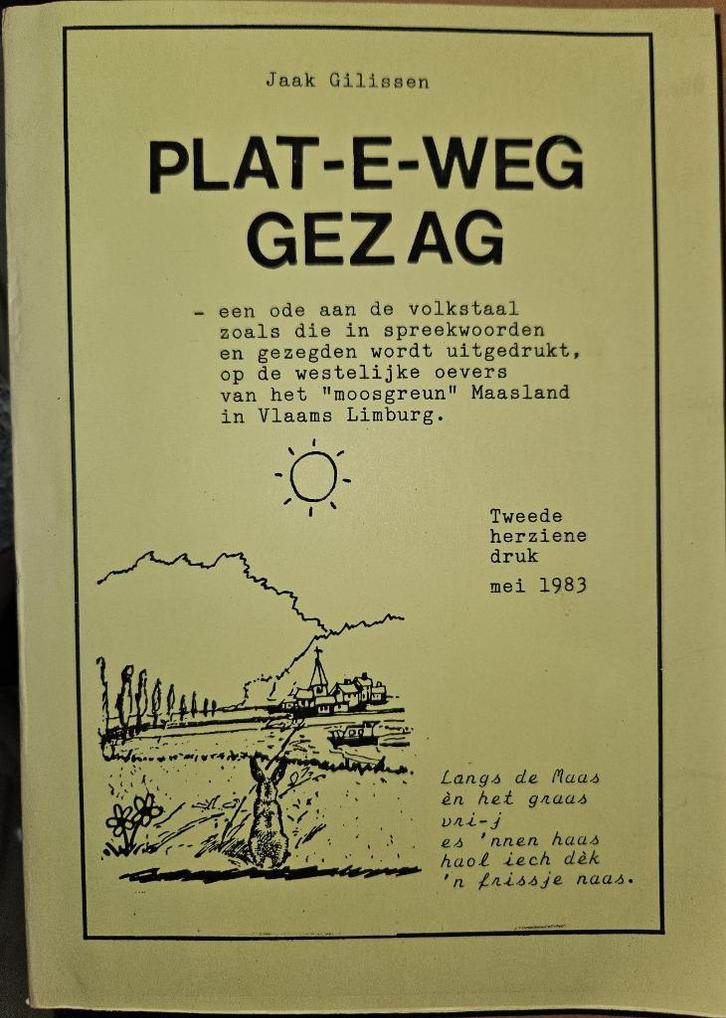 Jaak Gilissen
PLAT-E-WEG
GEZAG
- een ode aan de volkstaal
zoals die in spreekwoorden
en gezegden wordt uitgedrukt,
op de westelijke oevers
van het "moosgreun" Maasland
in Vlaams Limburg.
Tweede
herziene
druk
mei 1983
Langs de Maas
èn het graas
vri-j
es 'nnen haas
haol iech dèk
'n frissje naas.